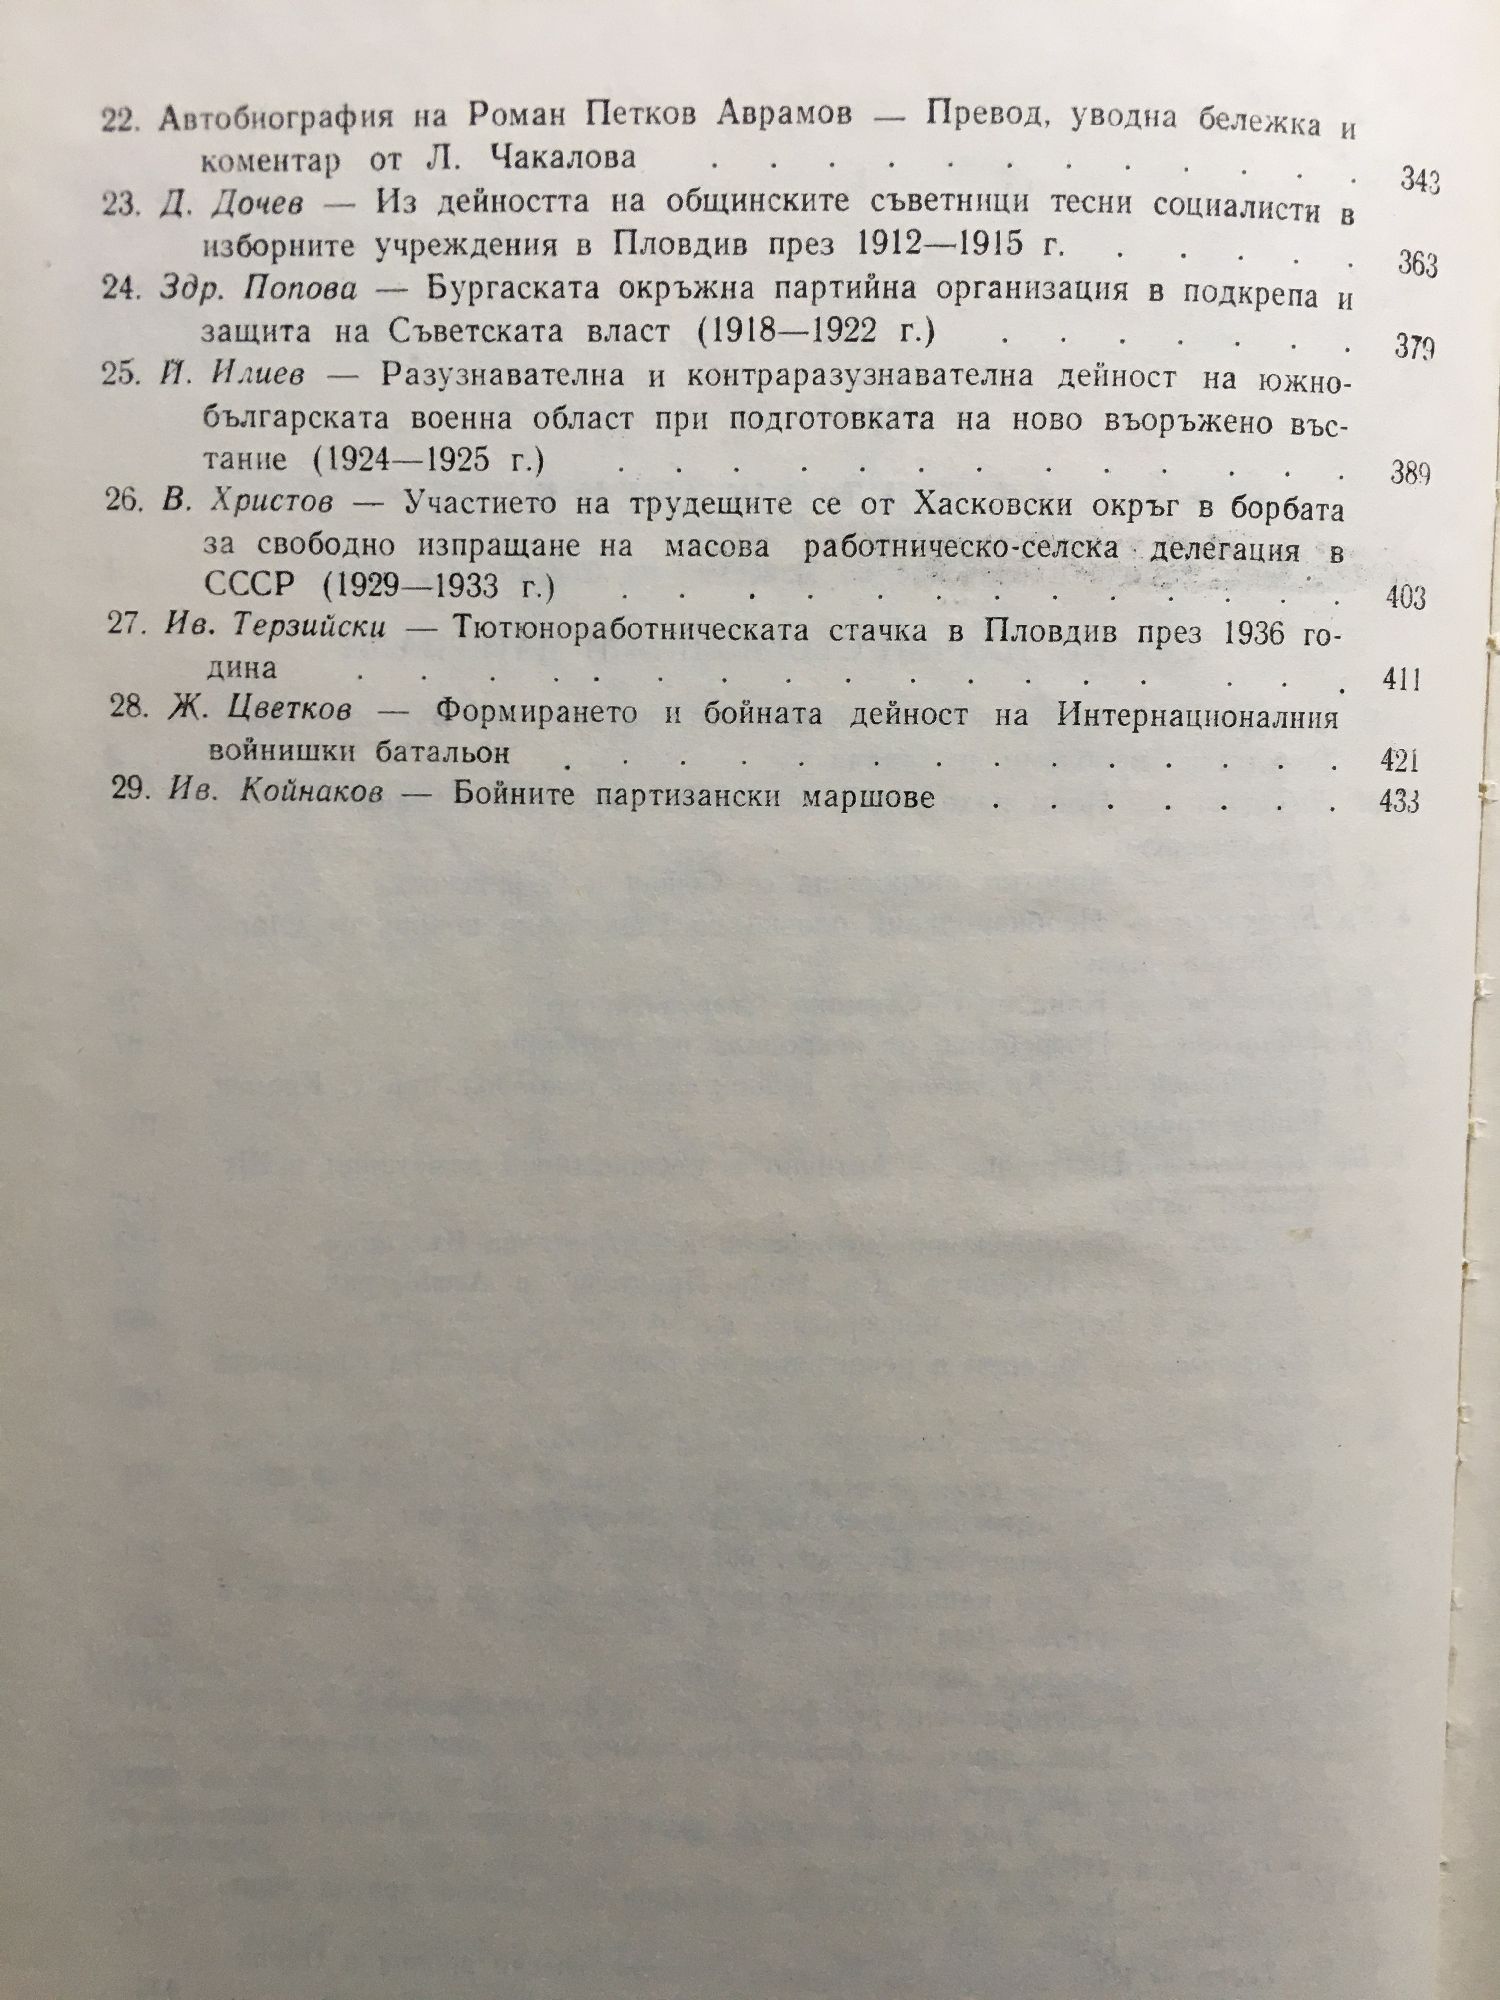 22. Автобиография на Роман Петков Аврамов — Превод, уводна бележка и
коментар от Л. Чакалова . . . . . . . . . . . . 343
23. Д. Дочев — Из дейността на общинските съветници тесни социалисти в
изборните учреждения в Пловдив през 1912—1915 г. . . . . . 363
24. Здр. Попова — Бургаската окръжна партийна организация в подкрепа и
защита на Съветската власт (1918—1922 г.) . . . . . . . 379
25. Й. Илиев — Разузнавателна и контраразузнавателна дейност на южно-
българската военна област при подготовката на ново въоръжено въс-
тание (1924—1925 г.) . . . . . . . . . . . . . 389
26. В. Христов — Участието на трудещите се от Хасковски окръг в борбата
за свободно изпращане на масова работническо-селска делегация в
СССР (1929—1933 г.) . . . . . . . . . . . . . 403
27. Ив. Терзийски — Тютюноработническата стачка в Пловдив през 1936 го-
дина . . . . . . . . . . . . . . . . . 411
28. Ж. Цветков — Формирането и бойната дейност на Интернационалния
войнишки батальон . . . . . . . . . . . . . . 421
29. Ив. Койнаков — Бойните партизански маршове . . . . . . . 433